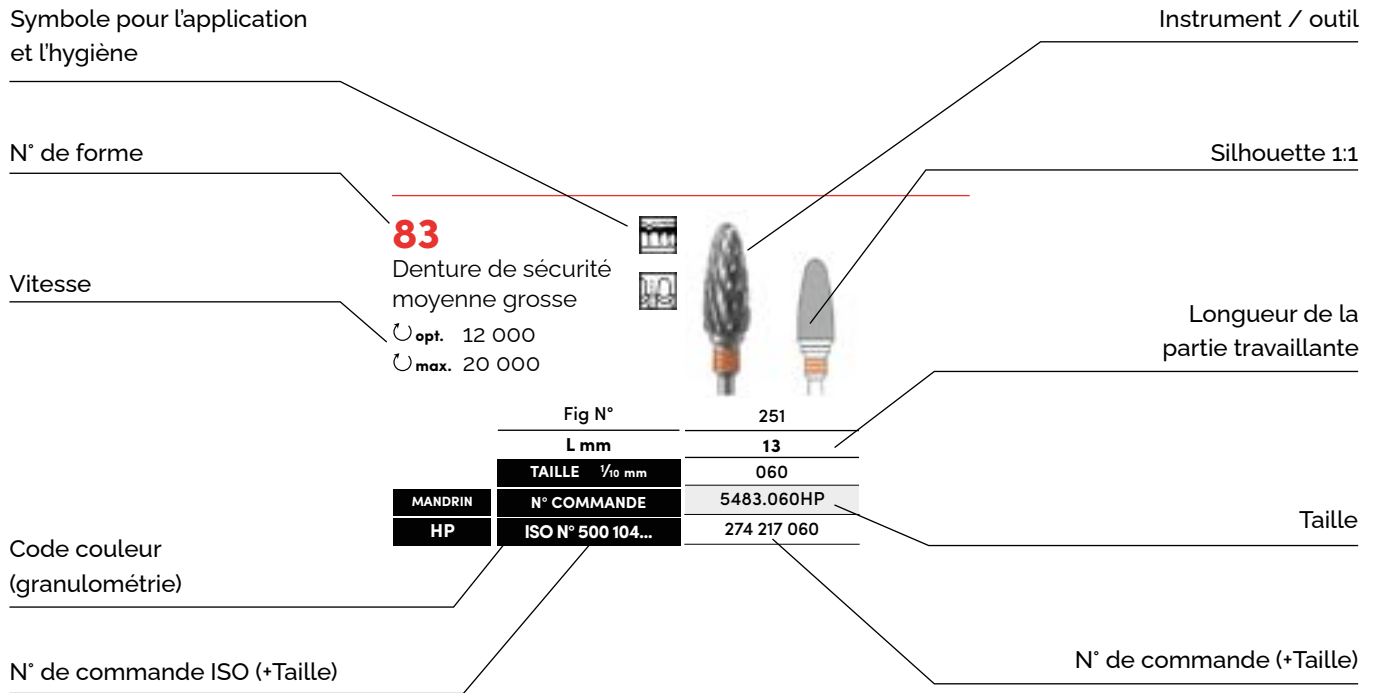 Symbole pour l’application
et l’hygiène
Instrument / outil
N° de forme
Silhouette 1:1
83
Denture de sécurité
moyenne grosse
opt. 12 000
max. 20 000
Vitesse
Longueur de la
partie travaillante
Fig N° 251
L mm 13
TAILLE 1/10 mm 060
MANDRIN N° COMMANDE 5483.060HP
HP ISO N° 500 104... 274 217 060
Taille
Code couleur
(granulométrie)
N° de commande ISO (+Taille)
N° de commande (+Taille)